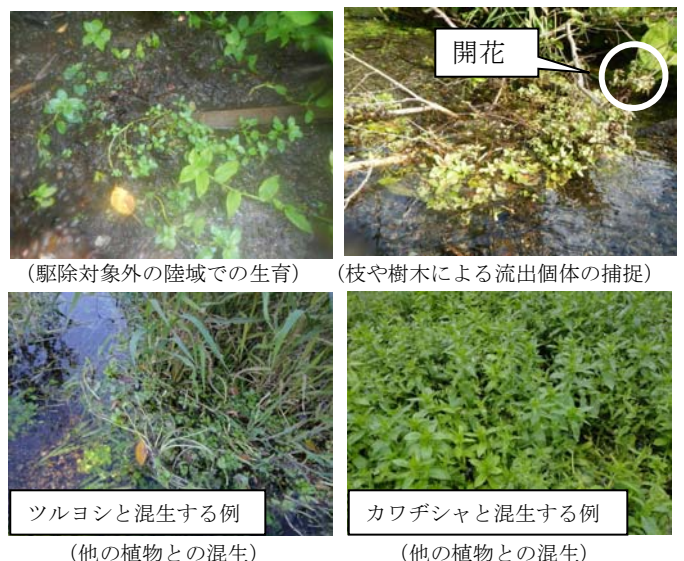 開花
（駆除対象外の陸域での生育）
（枝や樹木による流出個体の捕捉）
ツルヨシと混生する例
カワヂシャと混生する例
（他の植物との混生）
（他の植物との混生）